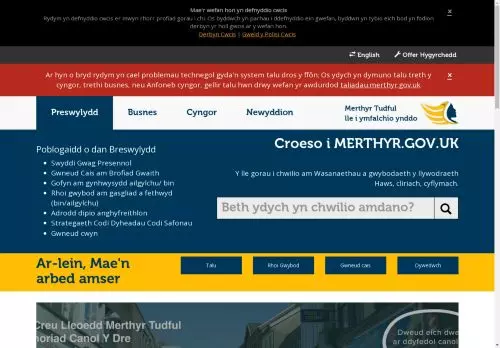 Mae'r wefan hon yn defnyddio cwcis
Rydym yn defnyddio cwcis er mwyn rhoi'r profiad gorau i chi. Os byddwch yn parhau i ddefnyddio ein gwefan, byddwn yn tybio eich bod yn fodlon
derbyn yr holl gwcis ar y wefan hon.
Derbyn Cwcis | Gweld y Polisi Cwcis
x
English
Offer Hygyrchedd
Ar hyn o bryd rydym yn cael problemau technegol gyda'n system talu dros y ffôn. Os ydych yn dymuno talu treth y
cyngor, trethi busnes, neu Anfoneb cyngor, gellir talu hwn drwy wefan yr awdurdod taliadau.merthyr.gov.uk.
x
Preswylydd
Busnes
Cyngor
Newyddion
Merthyr Tudful
lle i ymfalchïo ynddo
Poblogaidd o dan Breswylydd
Swyddi Gwag Presennol
Gwneud Cais am Brofiad Gwaith
Gofyn am gynhwysydd ailgylchu/ bin
Rhoi gwybod am gasgliad a fethwyd
(bin/ailgylchu)
Adrodd dipio anghyfreithlon
Strategaeth Codi Dyheadau Codi Safonau
Gwneud cwyn
Croeso i MERTHYR.GOV.UK
Y lle gorau i chwilio am Wasanaethau a gwybodaeth y llywodraeth
Haws, cliriach, cyflymach.
Beth ydych yn chwilio amdano?
Ar-lein, Mae'n
arbed amser
Talu
Rhoi Gwybod
Gwneud cais
Dywedwch
Creu Lleoedd Merthyr Tudful
Canol Y Dre
Dweud eich dweud
ar ddyfodol canol